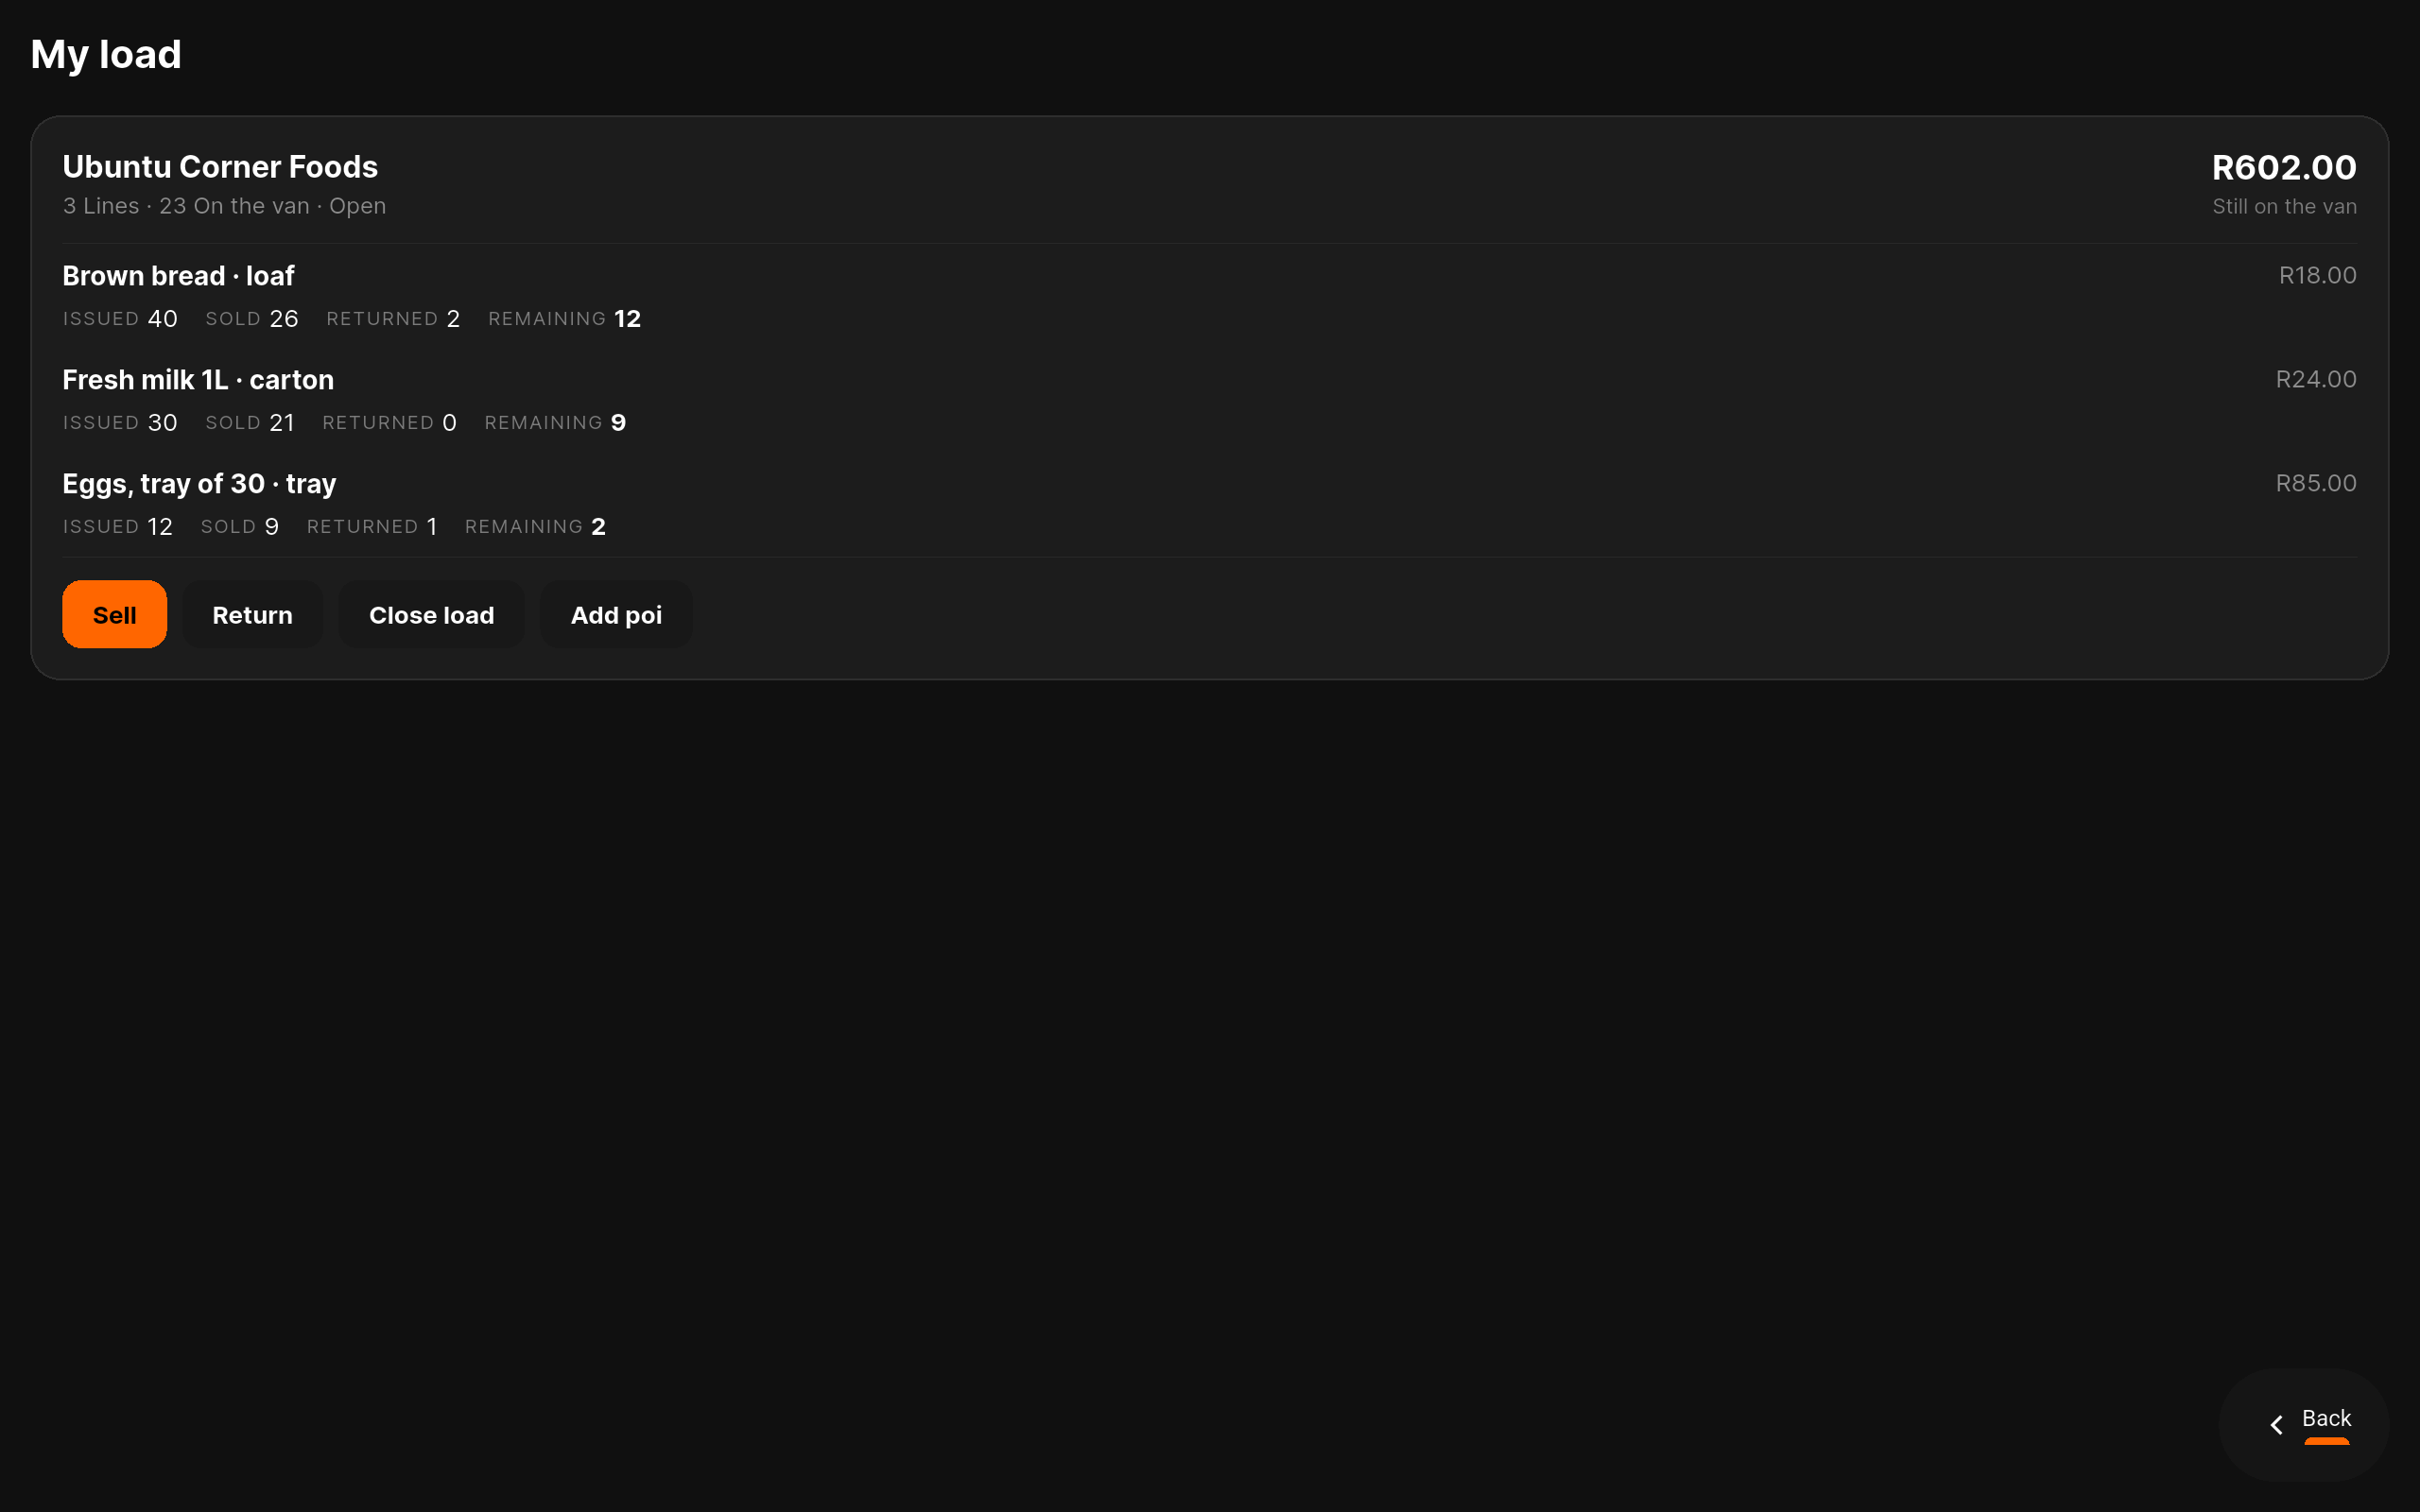 My load
Ubuntu Corner Foods
R602.00
3 Lines · 23 On the van · Open
Still on the van
Brown bread · loaf
R18.00
ISSUED 40 SOLD 26 RETURNED 2 REMAINING 12
Fresh milk 1L · carton
R24.00
ISSUED 30 SOLD 21 RETURNED 0 REMAINING 9
Eggs, tray of 30 · tray
R85.00
ISSUED 12 SOLD 9 RETURNED 1 REMAINING 2
Sell Return Close load Add poi
Back